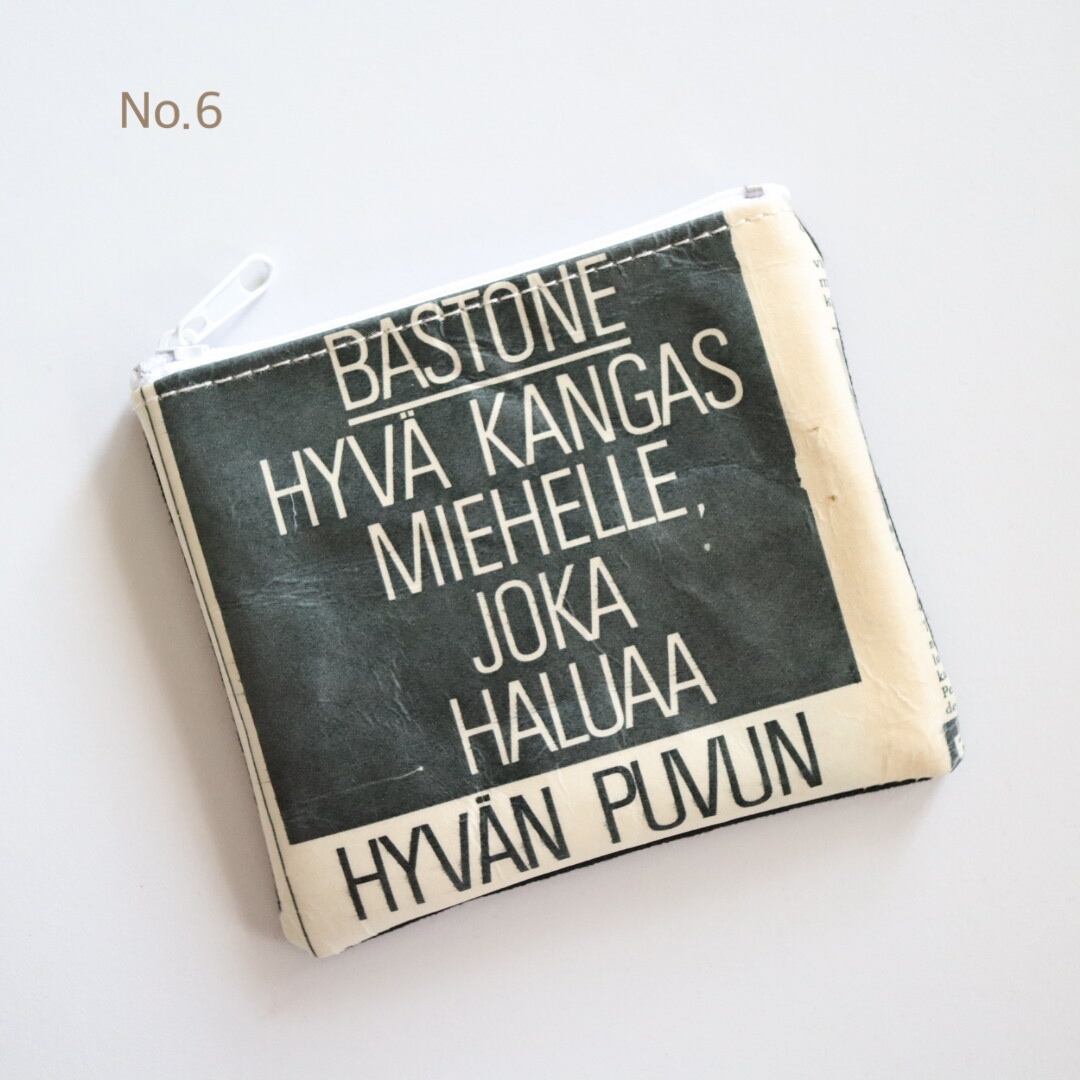 No.6
BASTONE
HYVÄ KANGAS
MIEHELLE,
JOKA
HALUAA
HYVÄN PUVUN